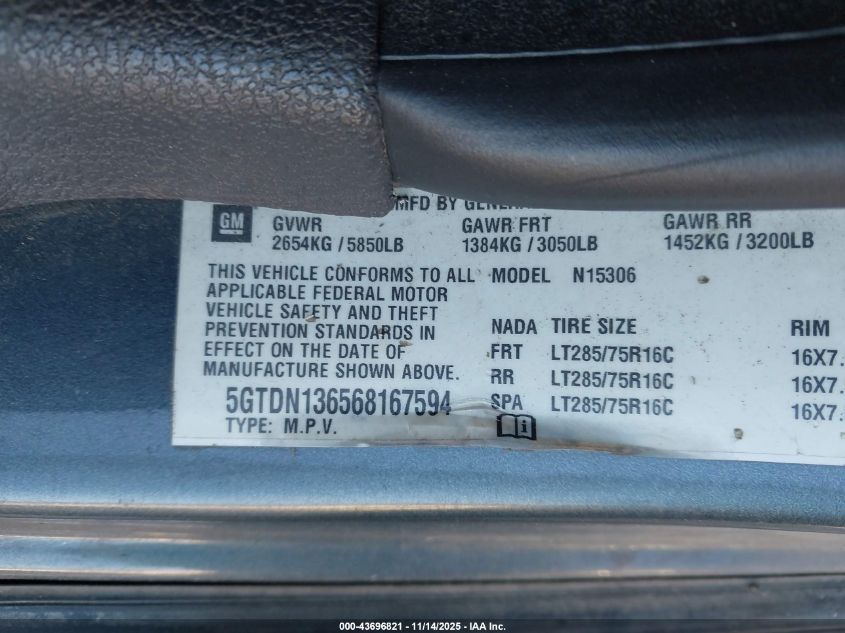 MFD BY
GM
GVWR GAWR FRT GAWR RR
2654KG / 5850LB 1384KG / 3050LB 1452KG / 3200LB
THIS VEHICLE CONFORMS TO ALL
APPLICABLE FEDERAL MOTOR
VEHICLE SAFETY AND THEFT
PREVENTION STANDARDS IN
EFFECT ON THE DATE OF
MANUFACTURE SHOWN ABOVE.
5GTDN136568167594
TYPE: M.P.V.
MODEL N15306
NADA TIRE SIZE RIM
FRT LT285/75R16C 16X7.
RR LT285/75R16C 16X7.
SPA LT285/75R16C 16X7.
i
000-43696821 - 11/14/2025 - IAA Inc.